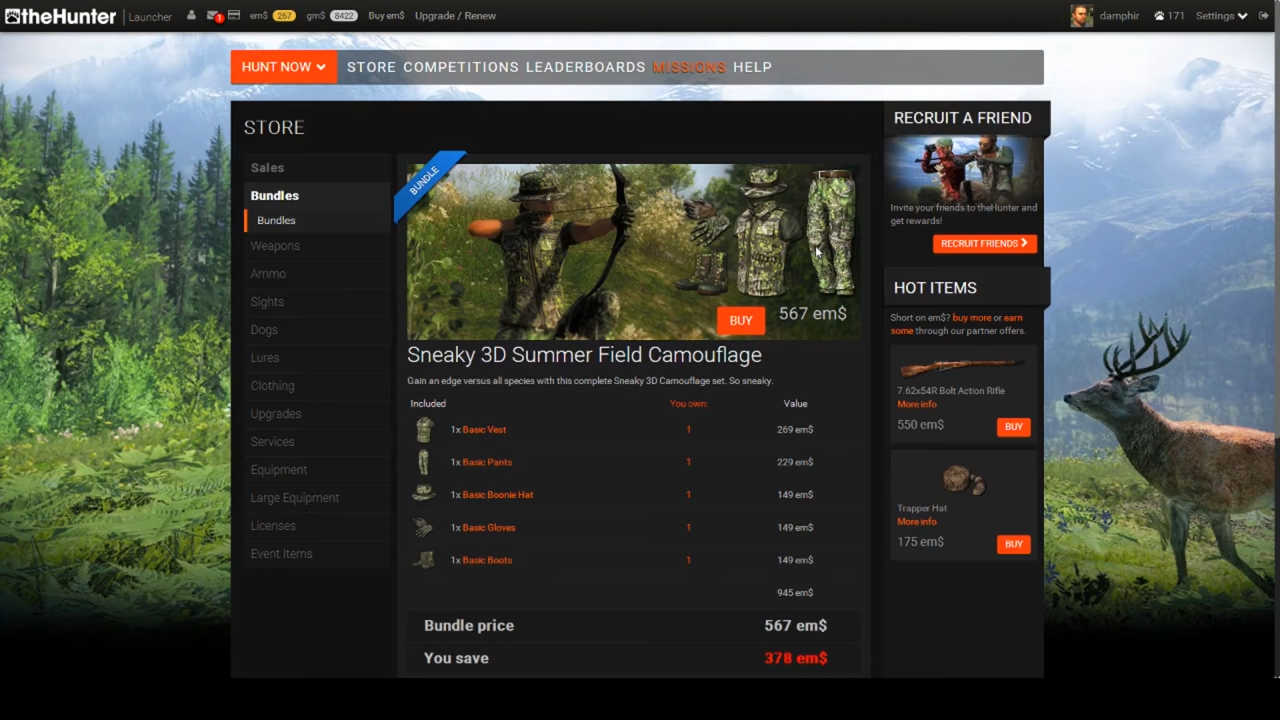 theHunter Launcher 1 em$ 267 gm$ 8422 Buy em$ Upgrade / Renew damphir 171 Settings
HUNT NOW STORE COMPETITIONS LEADERBOARDS MISSIONS HELP
STORE
Sales
Bundles
Bundles
Weapons
Ammo
Sights
Dogs
Lures
Clothing
Upgrades
Services
Equipment
Large Equipment
Licenses
Event Items
BUNDLE
BUY 567 em$
Sneaky 3D Summer Field Camouflage
Gain an edge versus all species with this complete Sneaky 3D Camouflage set. So sneaky.
Included You own: Value
1x Basic Vest 1 269 em$
1x Basic Pants 1 229 em$
1x Basic Boonie Hat 1 149 em$
1x Basic Gloves 1 149 em$
1x Basic Boots 1 149 em$
945 em$
Bundle price 567 em$
You save 378 em$
RECRUIT A FRIEND
Invite your friends to theHunter and
get rewards!
RECRUIT FRIENDS
HOT ITEMS
Short on em$? buy more or earn
some through our partner offers.
7.62x54R Bolt Action Rifle
More info
550 em$ BUY
Trapper Hat
More info
175 em$ BUY